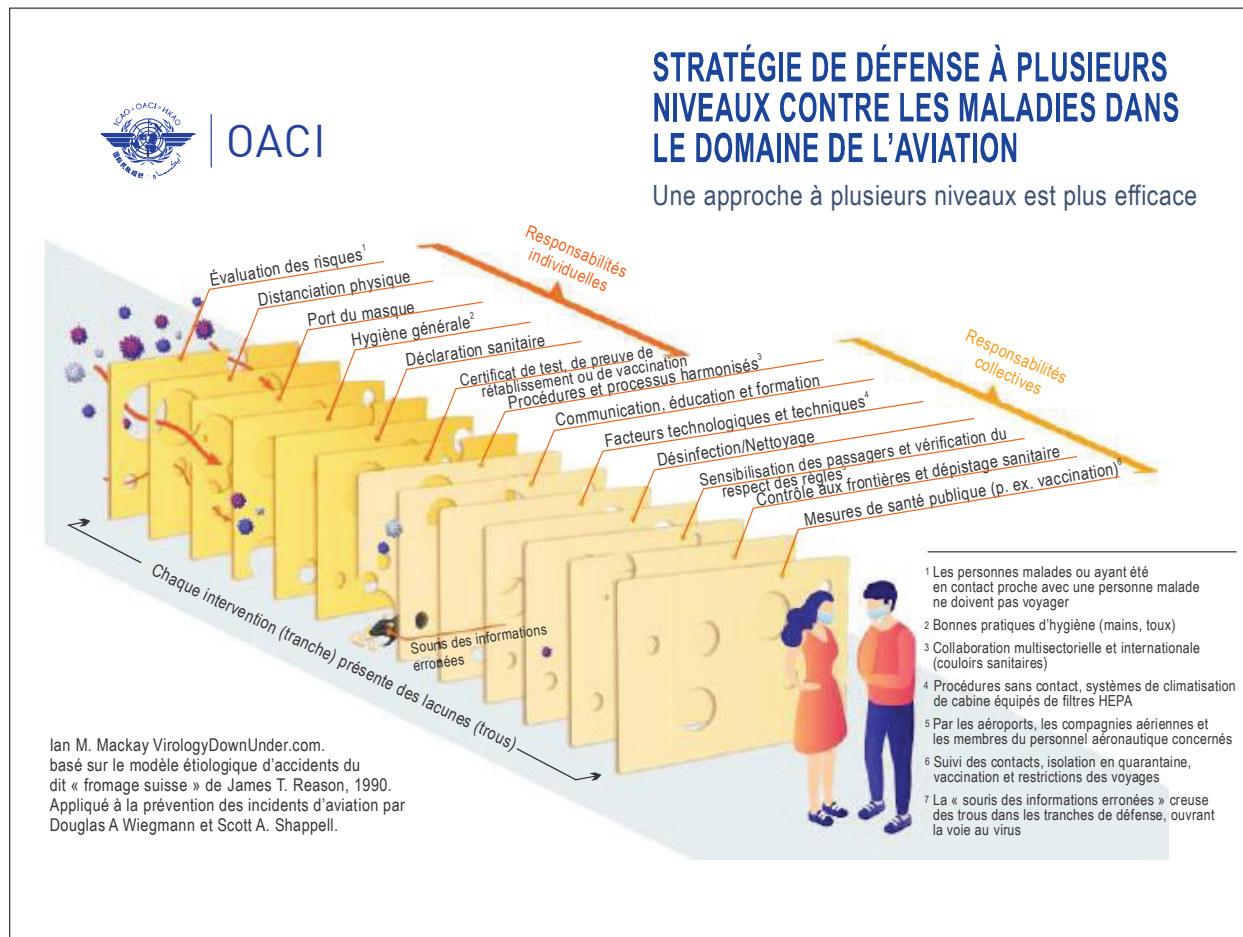 ICAO · OACI · ИКАО
OACI
STRATÉGIE DE DÉFENSE À PLUSIEURS
NIVEAUX CONTRE LES MALADIES DANS
LE DOMAINE DE L’AVIATION
Une approche à plusieurs niveaux est plus efficace
Responsabilités
individuelles
Évaluation des risques¹
Distanciation physique
Port du masque
Hygiène générale²
Déclaration sanitaire
Certificat de test, de preuve de
rétablissement ou de vaccination
Responsabilités
collectives
Procédures et processus harmonisés³
Communication, éducation et formation
Facteurs technologiques et techniques⁴
Désinfection/Nettoyage
Sensibilisation des passagers et vérification du
respect des règles⁵
Contrôle aux frontières et dépistage sanitaire
Mesures de santé publique (p. ex. vaccination)⁶
Souris des informations
erronées
Chaque intervention (tranche) présente des lacunes (trous)
Ian M. Mackay VirologyDownUnder.com.
basé sur le modèle étiologique d’accidents du
dit « fromage suisse » de James T. Reason, 1990.
Appliqué à la prévention des incidents d’aviation par
Douglas A Wiegmann et Scott A. Shappell.
¹ Les personnes malades ou ayant été
en contact proche avec une personne malade
ne doivent pas voyager
² Bonnes pratiques d’hygiène (mains, toux)
³ Collaboration multisectorielle et internationale
(couloirs sanitaires)
⁴ Procédures sans contact, systèmes de climatisation
de cabine équipés de filtres HEPA
⁵ Par les aéroports, les compagnies aériennes et
les membres du personnel aéronautique concernés
⁶ Suivi des contacts, isolation en quarantaine,
vaccination et restrictions des voyages
⁷ La « souris des informations erronées » creuse
des trous dans les tranches de défense, ouvrant
la voie au virus